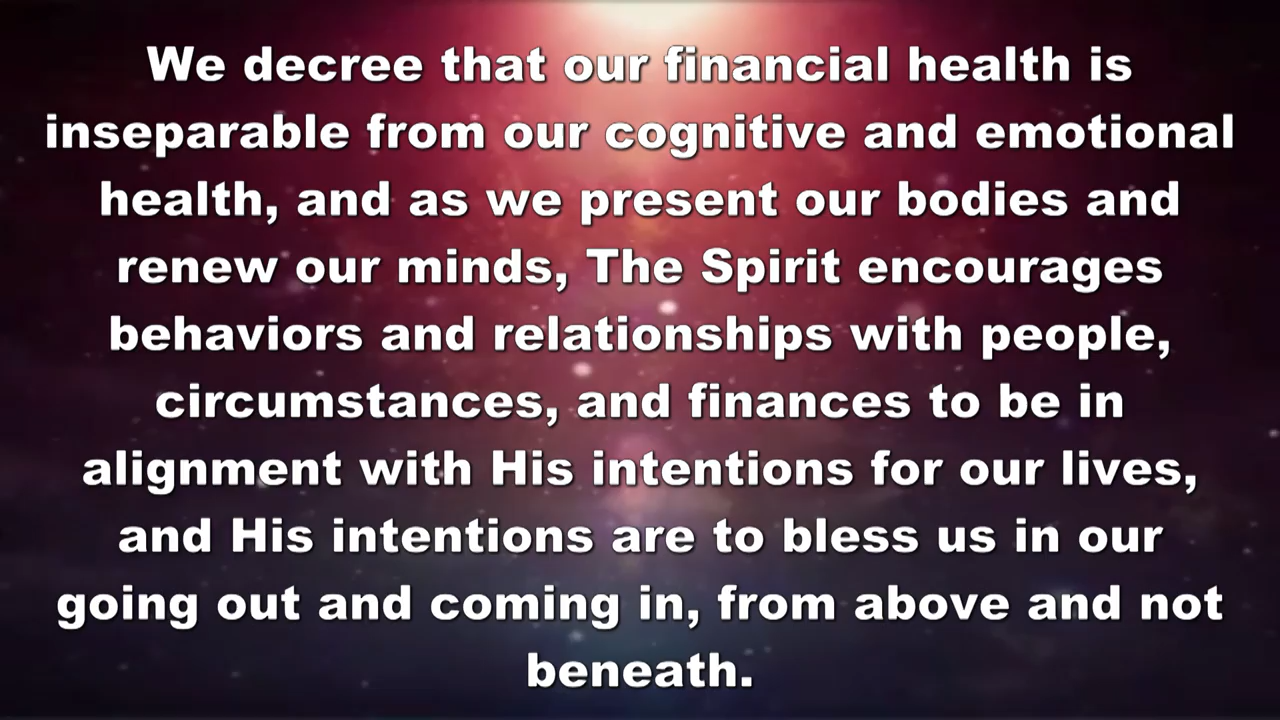 We decree that our financial health is
inseparable from our cognitive and emotional
health, and as we present our bodies and
renew our minds, The Spirit encourages
behaviors and relationships with people,
circumstances, and finances to be in
alignment with His intentions for our lives,
and His intentions are to bless us in our
going out and coming in, from above and not
beneath.